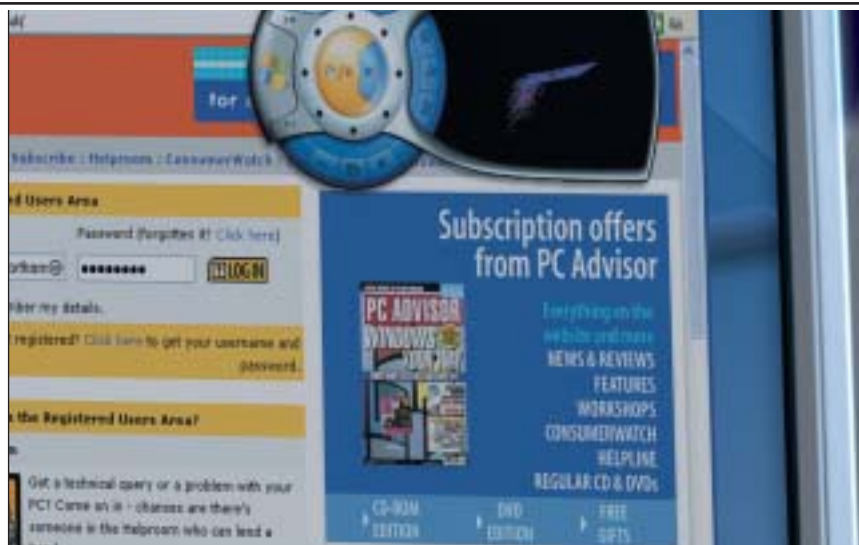 for
Subscribe : Helproom : ConsumerWatch
ed Users Area
Password (forgotten it? Click here)
LOG IN
my details.
registered? Click here to get your username and
password.
the Registered Users Area?
Got a technical query or a problem with your
PC? Come on in - chances are there's
someone in the Helproom who can lend a
Subscription offers
from PC Advisor
PC ADVISOR
WINDOWS
Everything on the
website and more
NEWS & REVIEWS
FEATURES
WORKSHOPS
CONSUMERWATCH
HELPLINE
REGULAR CD & DVDs
CD-ROM
EDITION
DVD
EDITION
FREE
GIFTS